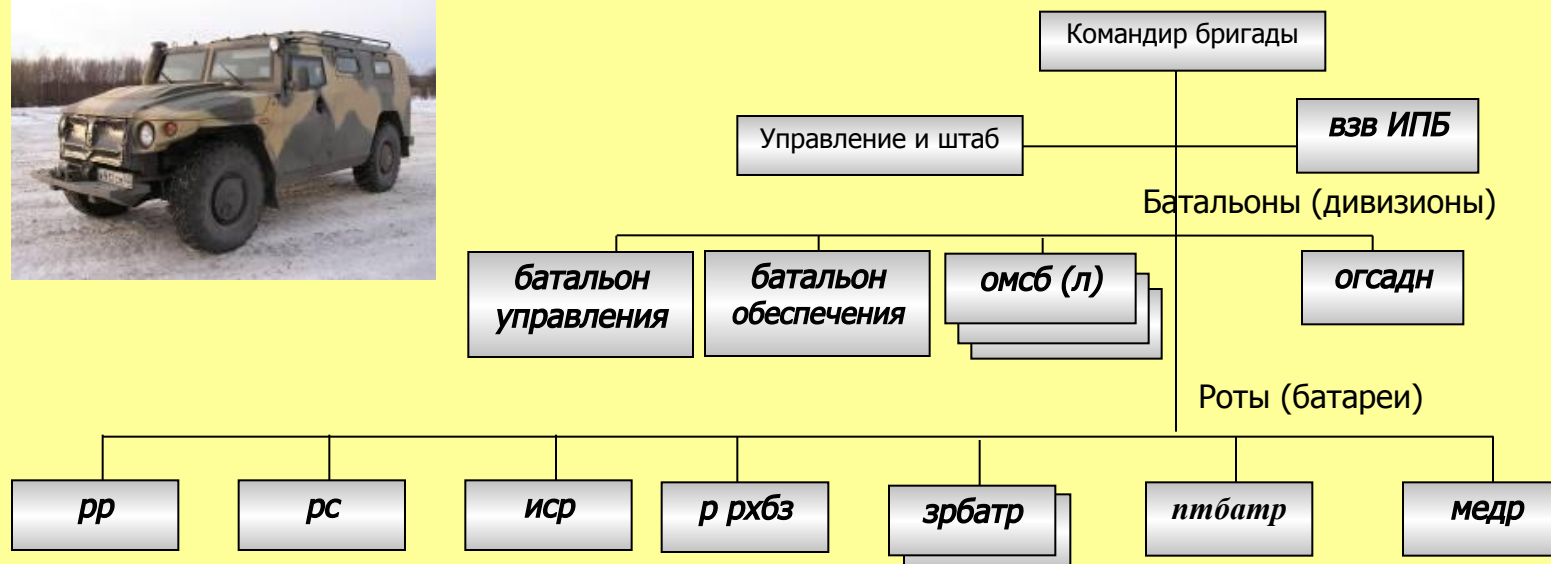 Командир бригады
Управление и штаб
взв ИПБ
Батальоны (дивизионы)
батальон
управления
батальон
обеспечения
омсб (л)
огсадн
Роты (батареи)
рр
рс
иср
р рхбз
зрбатр
птбатр
медр